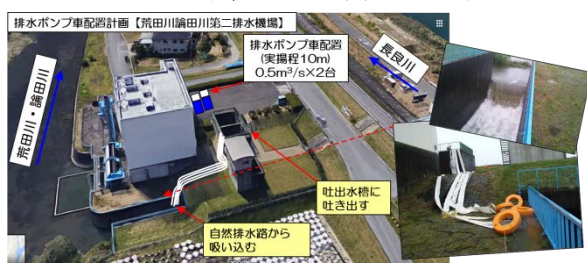 排水ポンプ車配置計画【荒田川論田川第二排水機場】
排水ポンプ車配置
(実揚程10m)
0.5m³/s×2台
長良川
荒田川・論田川
吐出水槽に
吐き出す
自然排水路から
吸い込む